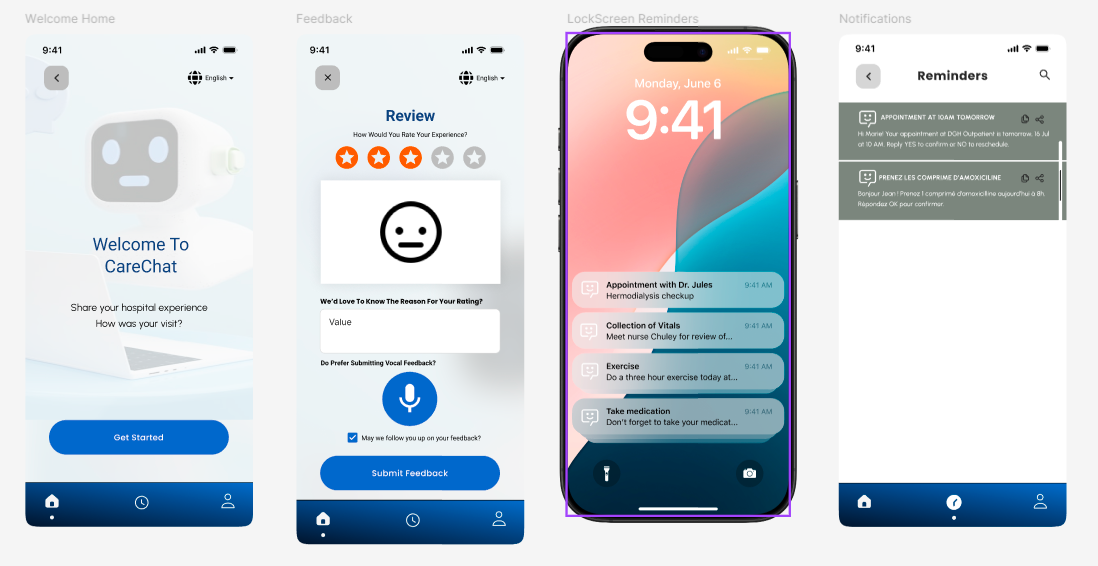 Welcome Home
9:41
English
Welcome To
CareChat
Share your hospital experience
How was your visit?
Get Started
Feedback
9:41
English
Review
How Would You Rate Your Experience?
We'd Love To Know The Reason For Your Rating?
Value
Do Prefer Submitting Vocal Feedback?
May we follow you up on your feedback?
Submit Feedback
LockScreen Reminders
Monday, June 6
9:41
Appointment with Dr. Jules 9:41 AM
Hermodialysis checkup
Collection of Vitals 9:41 AM
Meet nurse Chuley for review of...
Exercise 9:41 AM
Do a three hour exercise today at...
Take medication 9:41 AM
Don't forget to take your medicat...
Notifications
9:41
Reminders
APPOINTMENT AT 10AM TOMORROW
Hi Marie! Your appointment at DGH Outpatient is tomorrow, 16 Jul
at 10 AM. Reply YES to confirm or NO to reschedule.
PRENEZ LES COMPRIME D'AMOXICILINE
Bonjour Jean ! Prenez 1 comprimé d'amoxicilline aujourd'hui à 8h.
Répondez OK pour confirmer.